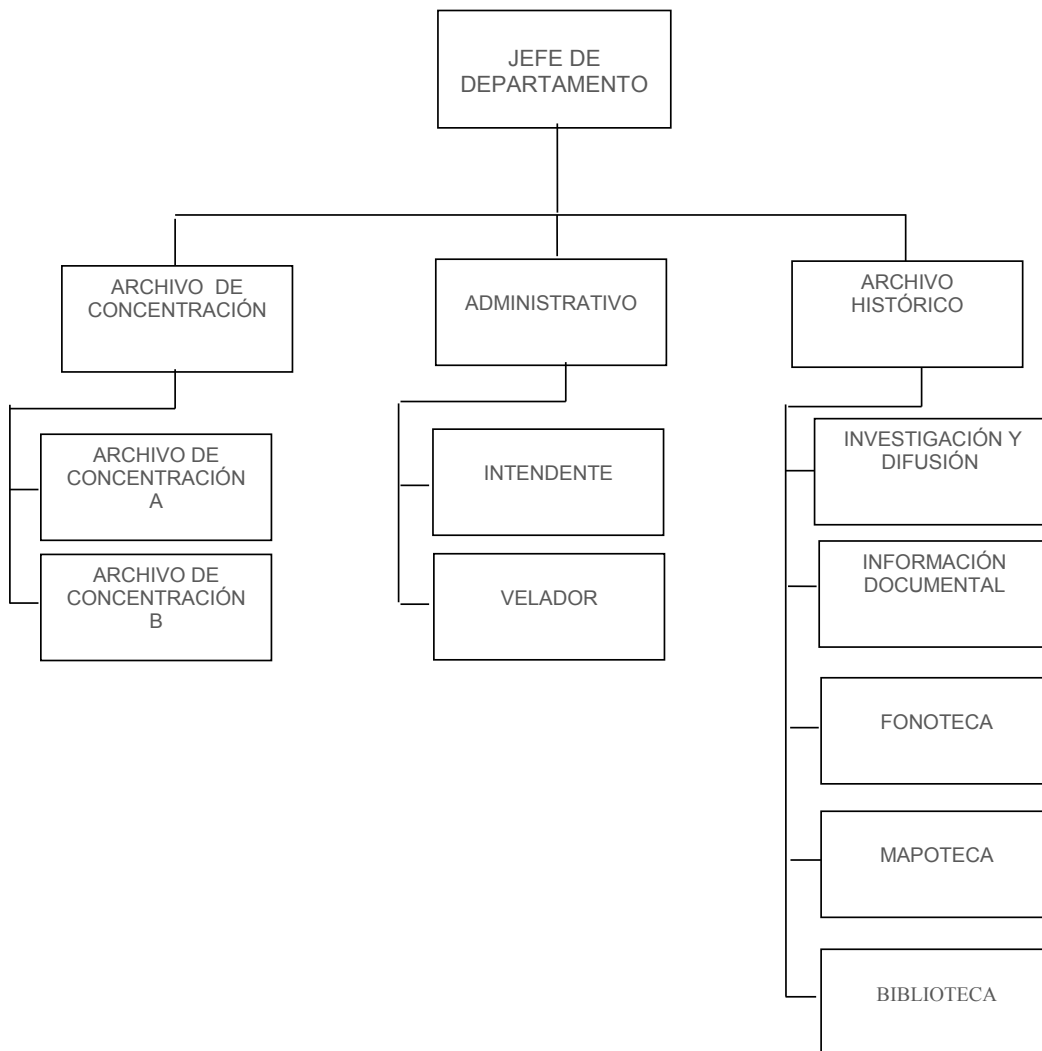 JEFE DE
DEPARTAMENTO
ARCHIVO DE
CONCENTRACIÓN
ADMINISTRATIVO
ARCHIVO
HISTÓRICO
ARCHIVO DE
CONCENTRACIÓN
A
ARCHIVO DE
CONCENTRACIÓN
B
INTENDENTE
VELADOR
INVESTIGACIÓN Y
DIFUSIÓN
INFORMACIÓN
DOCUMENTAL
FONOTECA
MAPOTECA
BIBLIOTECA